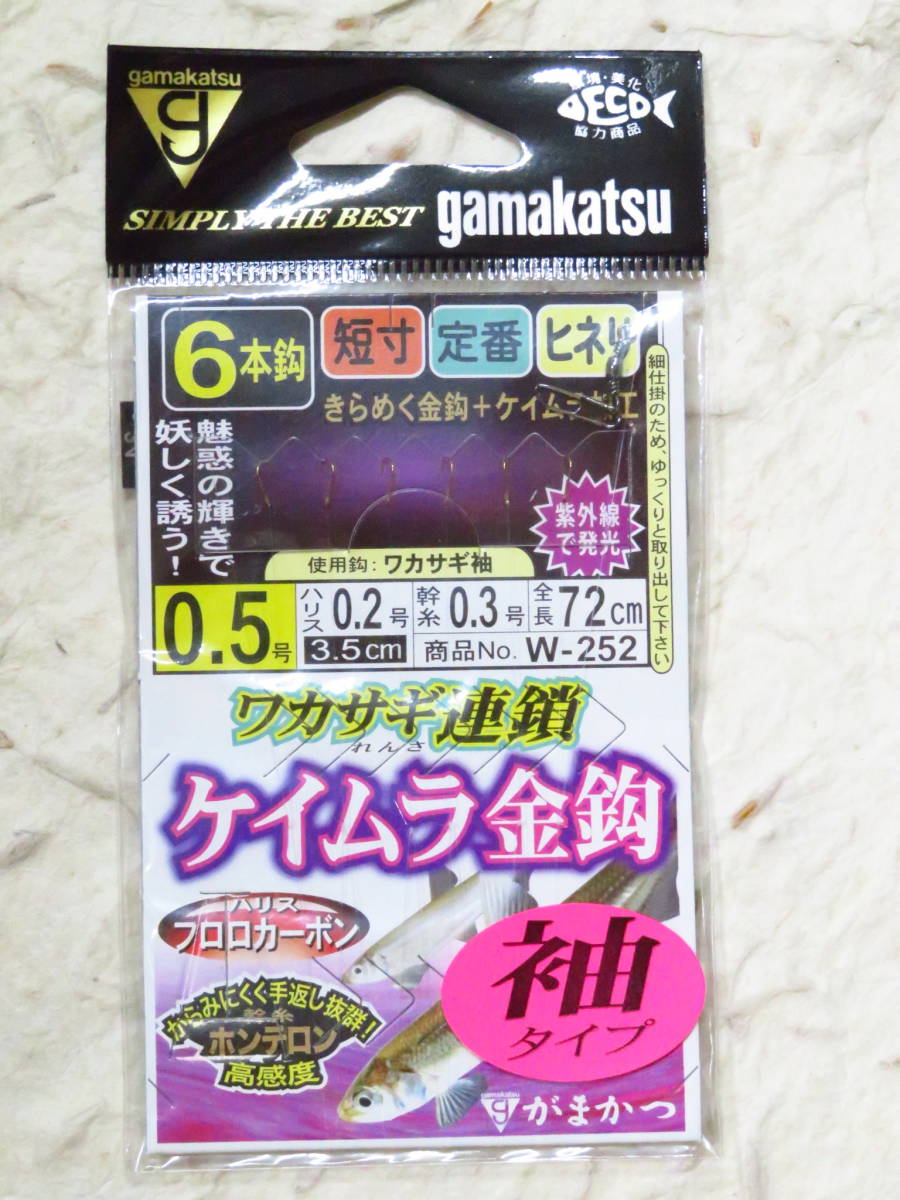 gamakatsu
環境・美化
ECO
協力商品
SIMPLY THE BEST
gamakatsu
6本鈎
短寸
定番
ヒネリ
きらめく金鈎+ケイムラ加工
魅惑の輝きで
妖しく誘う!
紫外線
で発光
細仕掛のため、ゆっくりと取り出して下さい
使用鈎:ワカサギ袖
0.5号
ハリス0.2号
3.5cm
幹糸0.3号
全長72cm
商品No. W-252
ワカサギ連鎖
れんさ
ケイムラ金鈎
ハリス
フロロカーボン
からみにくく手返し抜群!
幹糸
ホンデロン
高感度
袖
タイプ
gamakatsu
がまかつ